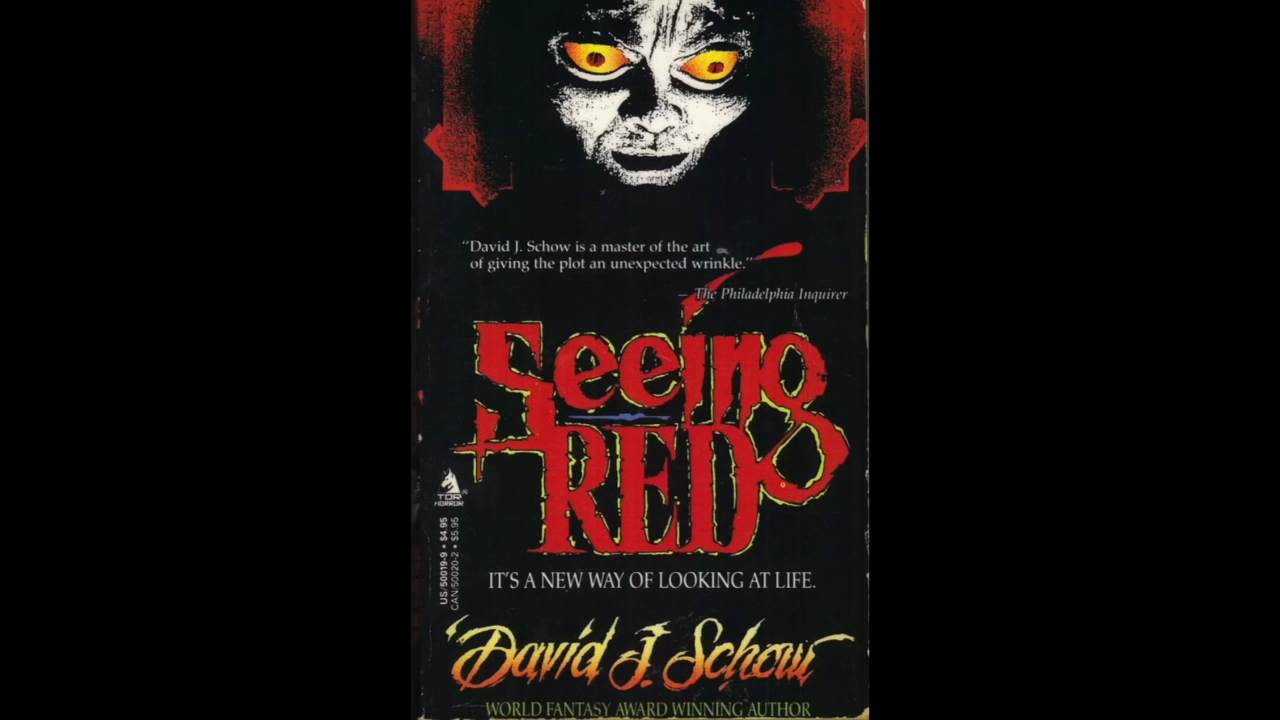 "David J. Schow is a master of the art
of giving the plot an unexpected wrinkle."
— The Philadelphia Inquirer
Seeing
RED
TOR®
HORROR
US/50019-9 • $4.95
CAN/50020-2 • $5.95
IT'S A NEW WAY OF LOOKING AT LIFE.
David J. Schow
WORLD FANTASY AWARD WINNING AUTHOR